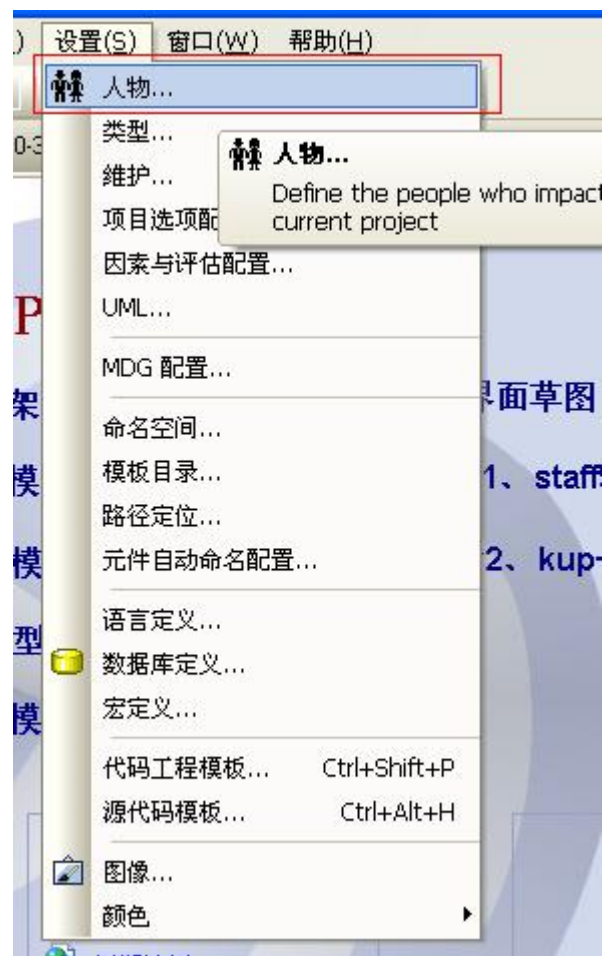 ) 设置(S) 窗口(W) 帮助(H)
人物...
0-3
类型...
人物...
维护...
Define the people who impact
项目选项配
current project
因素与评估配置...
P
UML...
MDG 配置...
架
界面草图
命名空间...
模
模板目录...
1、staff
路径定位...
模
元件自动命名配置...
2、kup-
型
语言定义...
数据库定义...
模
宏定义...
代码工程模板... Ctrl+Shift+P
源代码模板... Ctrl+Alt+H
图像...
颜色